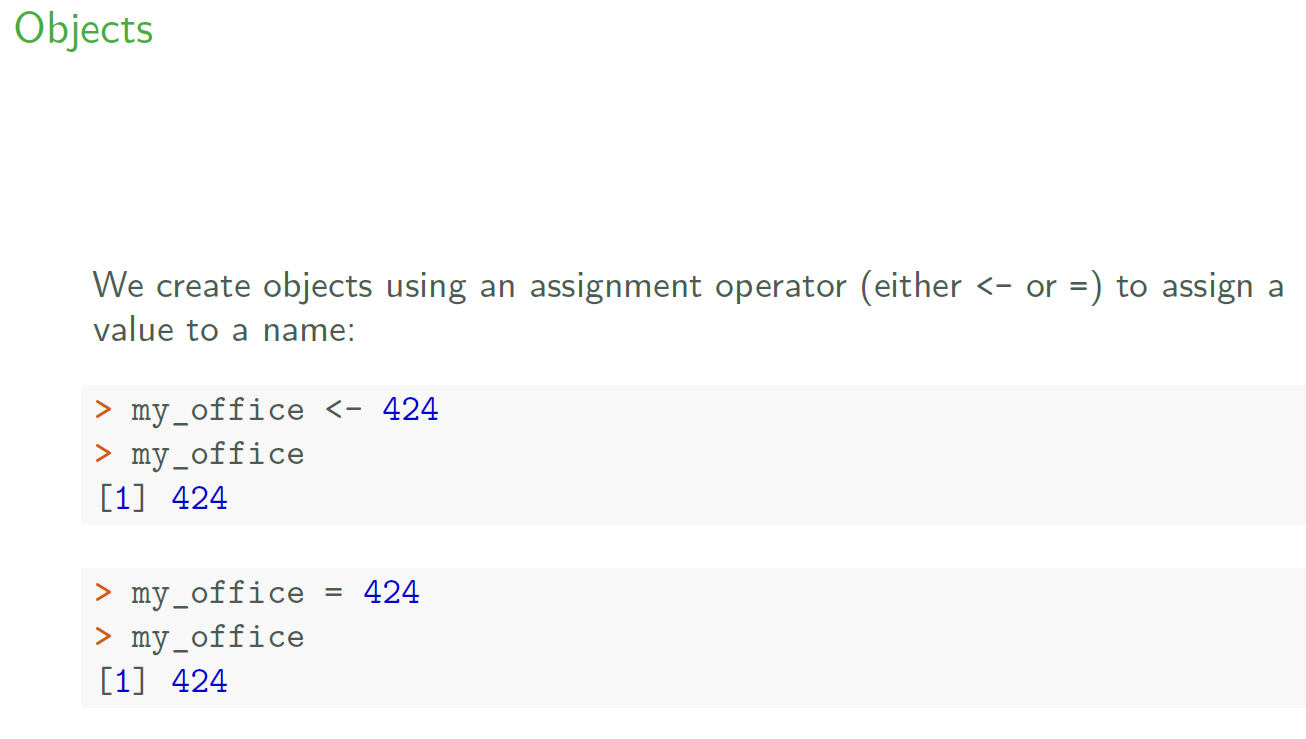 Objects
We create objects using an assignment operator (either <- or =) to assign a
value to a name:
> my_office <- 424
> my_office
[1] 424
> my_office = 424
> my_office
[1] 424